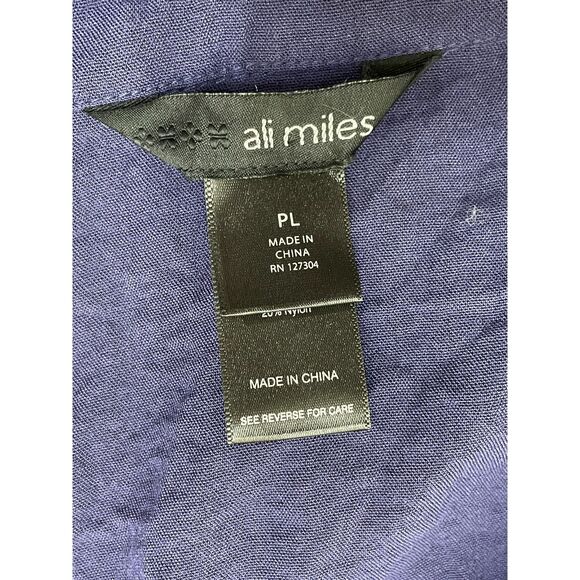 ali miles
PL
MADE IN
CHINA
RN 127304
20% Nylon
MADE IN CHINA
SEE REVERSE FOR CARE